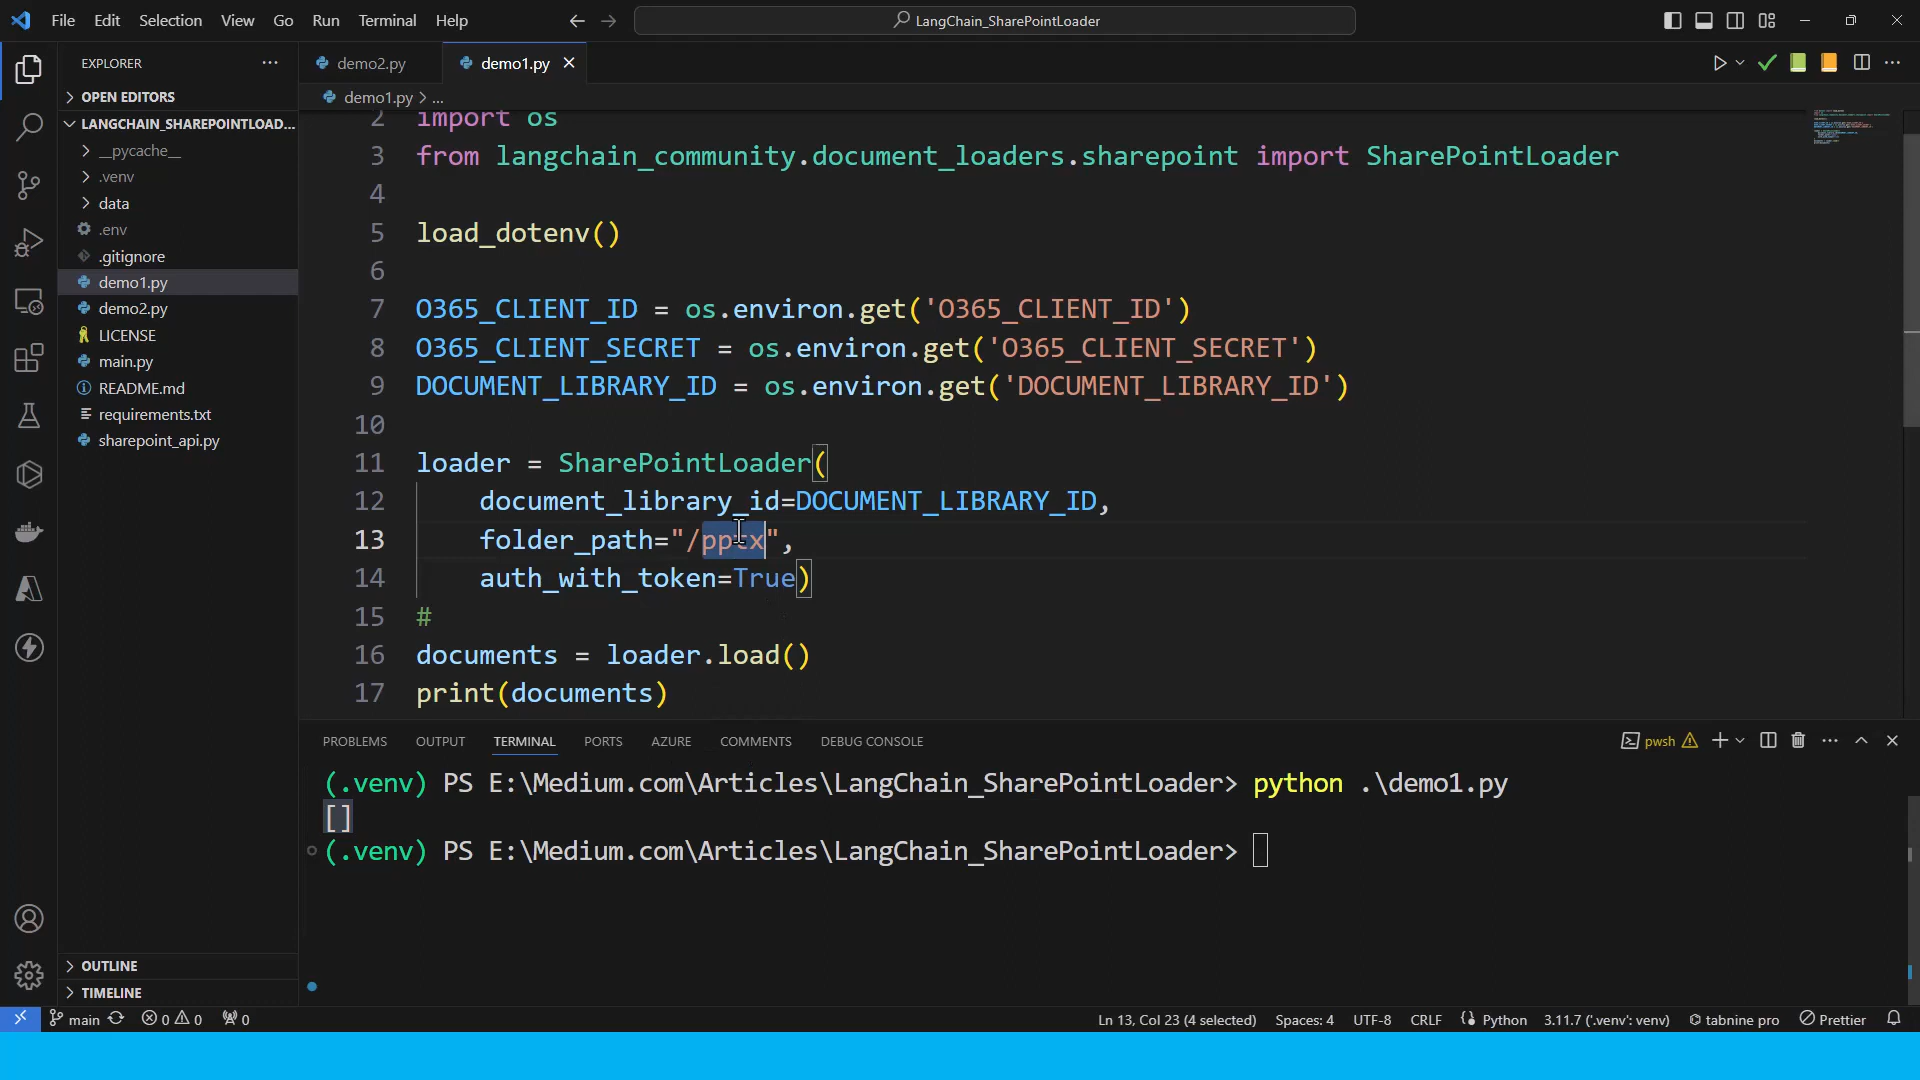 File Edit Selection View Go Run Terminal Help
LangChain_SharePointLoader
EXPLORER
OPEN EDITORS
LANGCHAIN_SHAREPOINTLOAD...
__pycache__
.venv
data
.env
.gitignore
demo1.py
demo2.py
LICENSE
main.py
README.md
requirements.txt
sharepoint_api.py
OUTLINE
TIMELINE
demo2.py demo1.py
demo1.py > ...
2 import os
3 from langchain_community.document_loaders.sharepoint import SharePointLoader
4
5 load_dotenv()
6
7 O365_CLIENT_ID = os.environ.get('O365_CLIENT_ID')
8 O365_CLIENT_SECRET = os.environ.get('O365_CLIENT_SECRET')
9 DOCUMENT_LIBRARY_ID = os.environ.get('DOCUMENT_LIBRARY_ID')
10
11 loader = SharePointLoader(
12 document_library_id=DOCUMENT_LIBRARY_ID,
13 folder_path="/pptx",
14 auth_with_token=True)
15 #
16 documents = loader.load()
17 print(documents)
PROBLEMS OUTPUT TERMINAL PORTS AZURE COMMENTS DEBUG CONSOLE
pwsh
(.venv) PS E:\Medium.com\Articles\LangChain_SharePointLoader> python .\demo1.py
[]
(.venv) PS E:\Medium.com\Articles\LangChain_SharePointLoader>
main 0 0 0 Ln 13, Col 23 (4 selected) Spaces: 4 UTF-8 CRLF Python 3.11.7 ('.venv': venv) tabnine pro Prettier